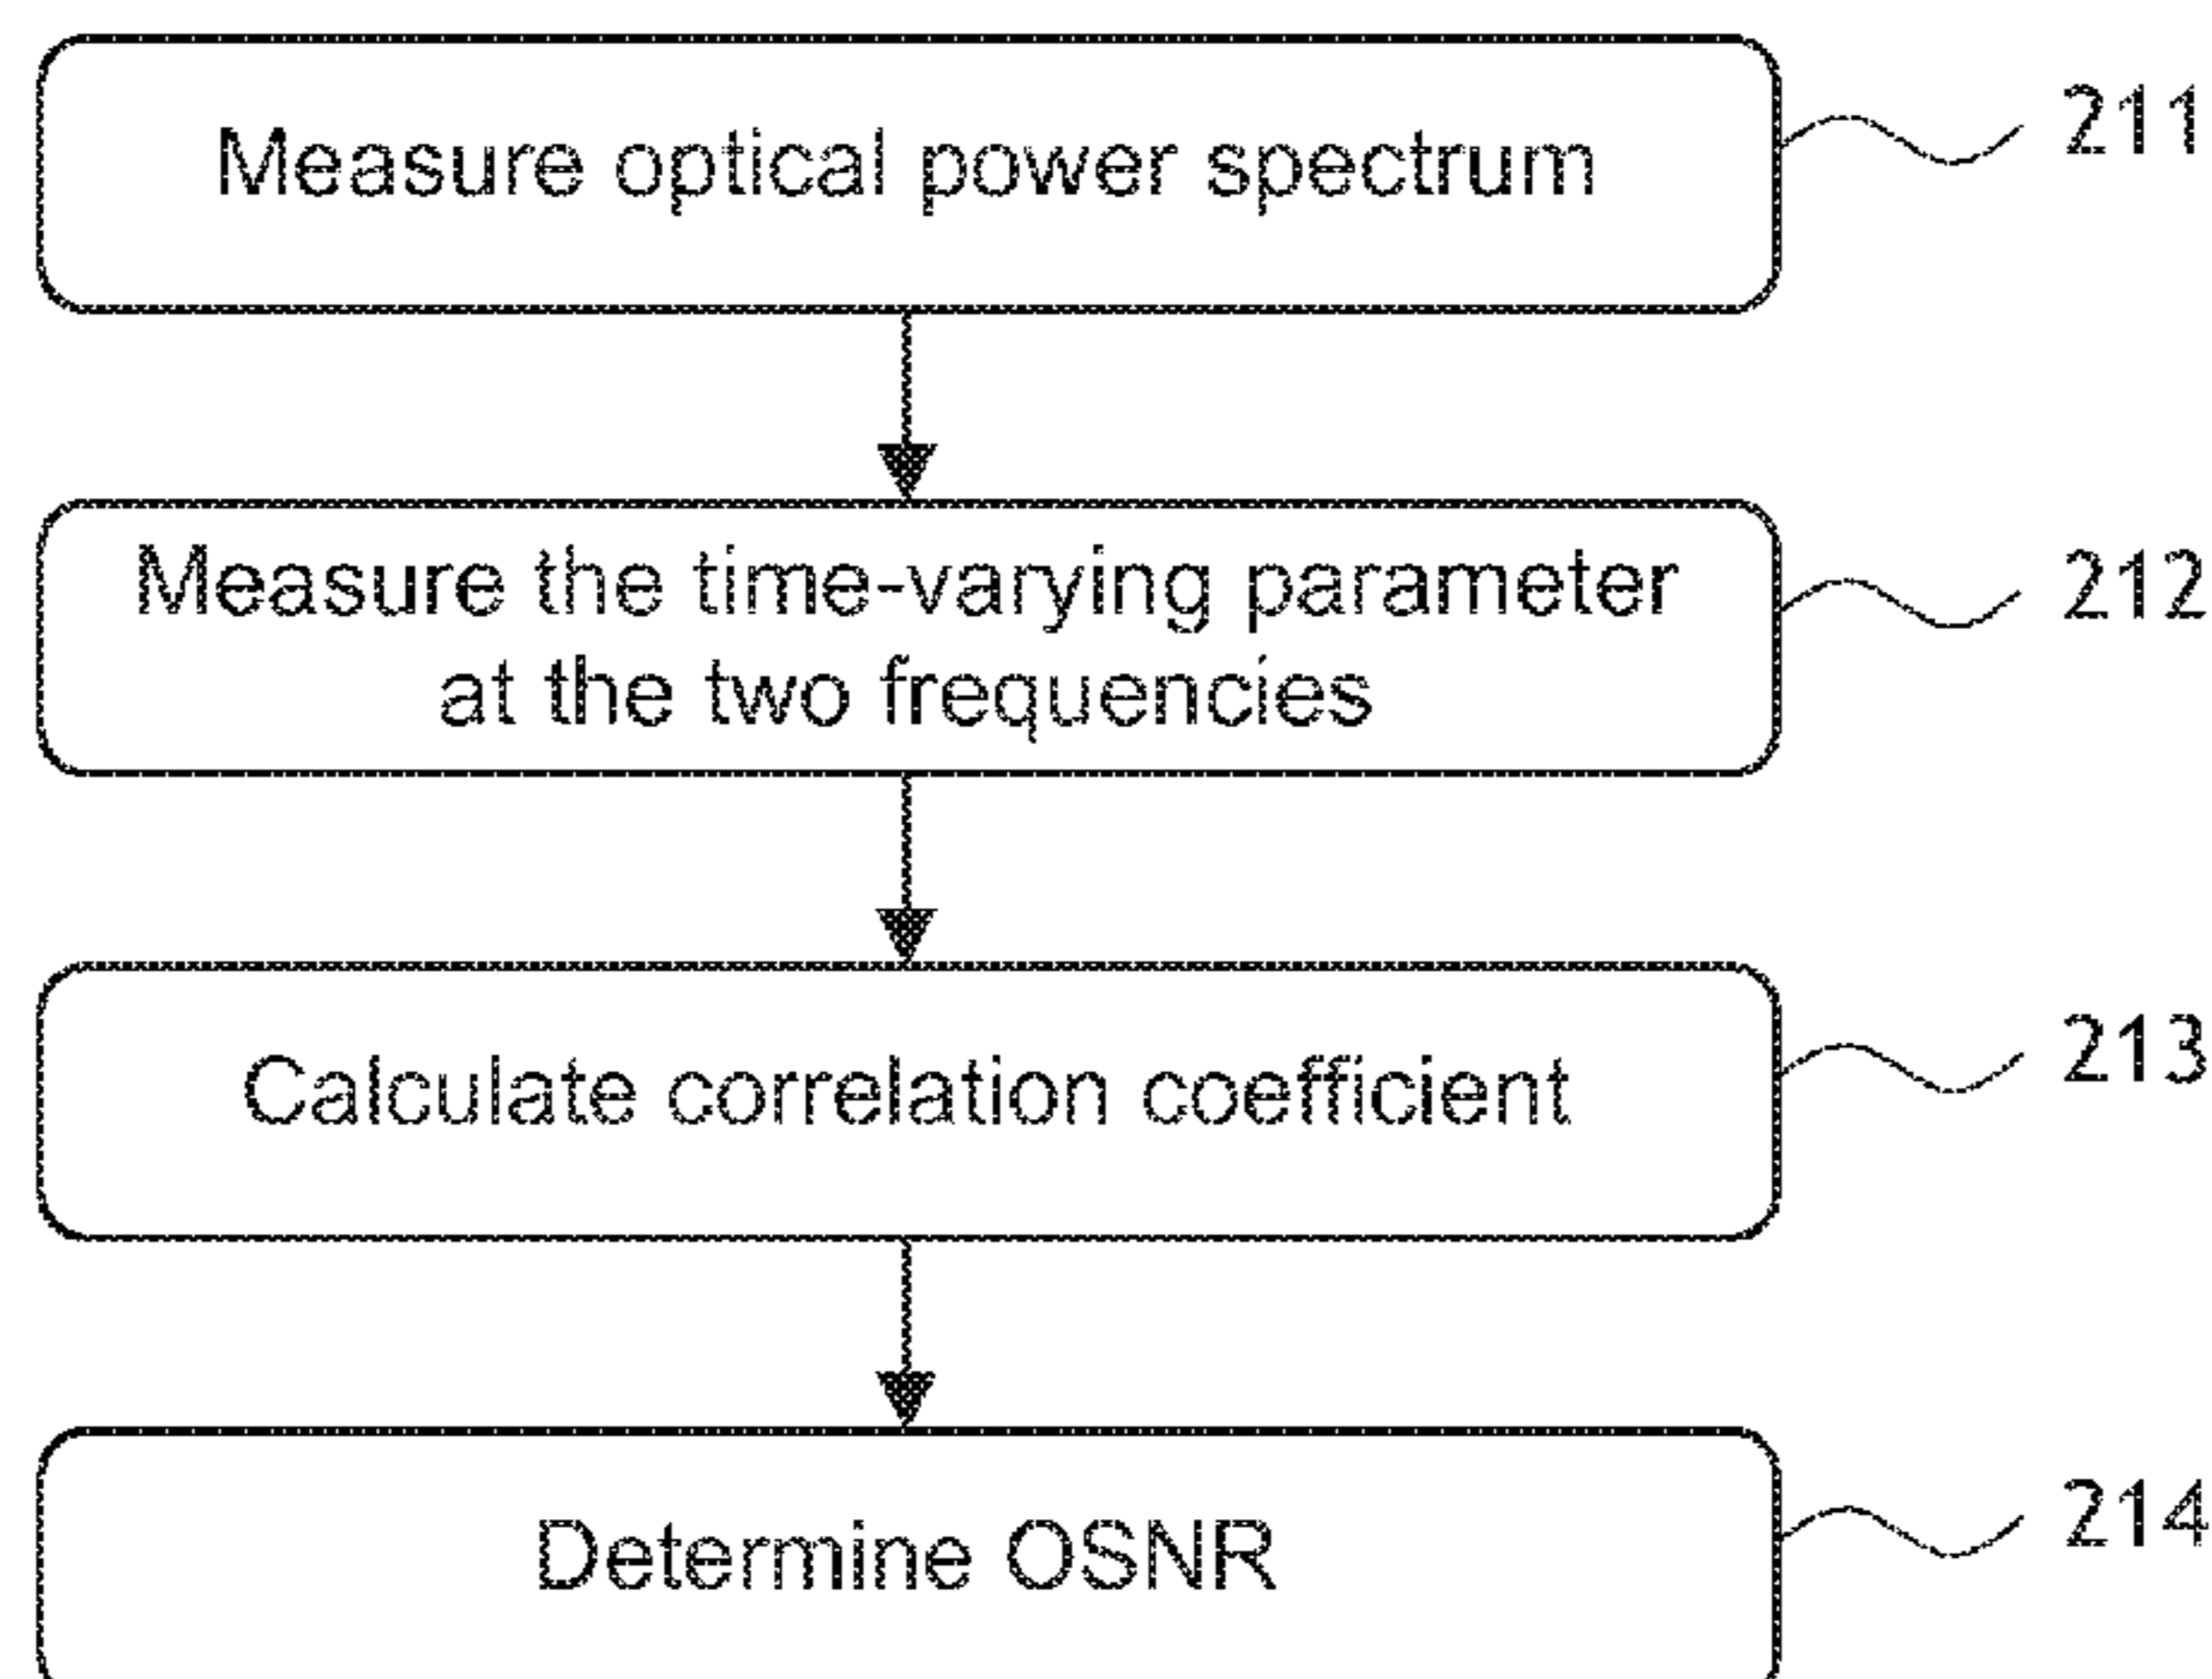 Measure optical power spectrum
211
Measure the time-varying parameter
at the two frequencies
212
Calculate correlation coefficient
213
Determine OSNR
214